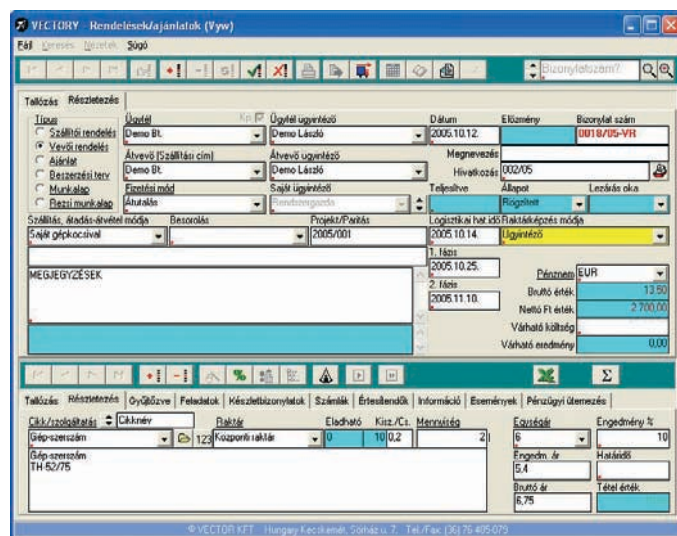 VECTORY - Rendelések/ajánlatok (Vyw)
Fájl Keresés Nézetek Súgó
Bizonylatszám?
Tallózás Részletezés
Típus Ügyfél Kp. Ügyfél ügyintéző Dátum Előzmény Bizonylat szám
Szállítói rendelés Demo Bt. Demo László 2005.10.12. 0018/05-VR
Vevői rendelés Átvevő (Szállítási cím) Átvevő ügyintéző Megnevezés
Ajánlat Demo Bt. Demo László Hivatkozás 002/05
Beszerzési terv
Munkalap Fizetési mód Saját ügyintéző Teljesítve Állapot Lezárás oka
Rezsi munkalap Átutalás Rendszergazda Rögzített
Szállítás, átadás-átvétel módja Besorolás Projekt/Paritás Logisztikai hat.idő Raktárképzés módja
Saját gépkocsival 2005/001 2005.10.14. Ügyintéző
1. fázis
2005.10.25.
MEGJEGYZÉSEK Pénznem EUR
2. fázis
2005.11.10. Bruttó érték 13,50
Nettó Ft érték 2 700,00
Várható költség
Várható eredmény 0,00
% Σ
Tallózás Részletezés Gyűjtőzve Feladatok Készletbizonylatok Számlák Értesítendők Információ Események Pénzügyi ütemezés
Cikk/szolgáltatás Cikknév Raktár Eladható Kisz./Cs. Mennyiség Egységár Engedmény %
Gép-szerszám 123 Központi raktár 0 10 0,2 2 6 10
Gép-szerszám Engedm. ár Határidő
TH-52/75 5,4
Bruttó ár Tétel érték
6,75
© VECTOR KFT Hungary Kecskemét, Sörház u. 7. Tel./Fax: (36) 76 485-079